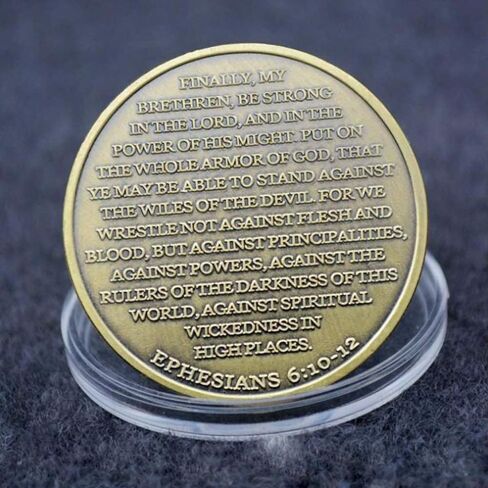 FINALLY, MY
BRETHREN, BE STRONG
IN THE LORD, AND IN THE
POWER OF HIS MIGHT. PUT ON
THE WHOLE ARMOR OF GOD, THAT
YE MAY BE ABLE TO STAND AGAINST
THE WILES OF THE DEVIL. FOR WE
WRESTLE NOT AGAINST FLESH AND
BLOOD, BUT AGAINST PRINCIPALITIES,
AGAINST POWERS, AGAINST THE
RULERS OF THE DARKNESS OF THIS
WORLD, AGAINST SPIRITUAL
WICKEDNESS IN
HIGH PLACES.
EPHESIANS 6:10-12